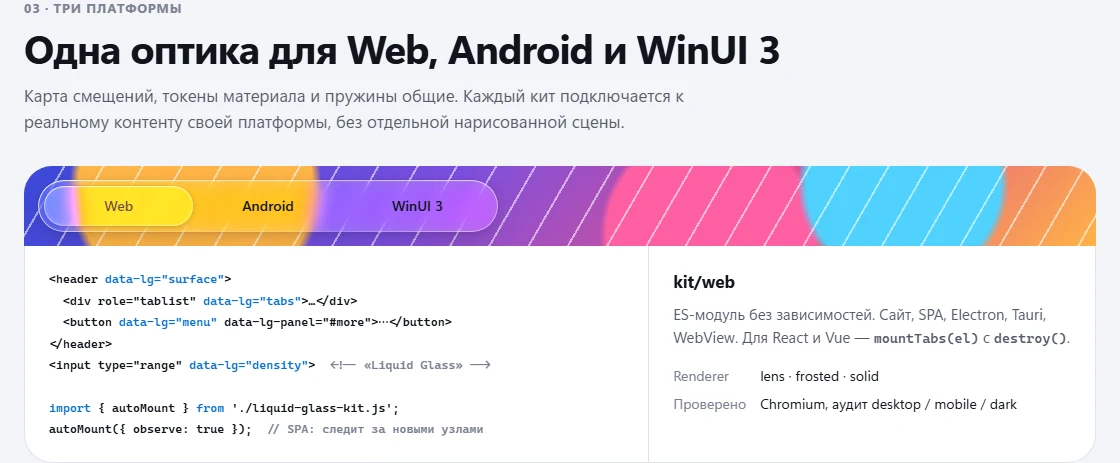 03 · ТРИ ПЛАТФОРМЫ
Одна оптика для Web, Android и WinUI 3
Карта смещений, токены материала и пружины общие. Каждый кит подключается к
реальному контенту своей платформы, без отдельной нарисованной сцены.
Web Android WinUI 3
<header data-lg="surface">
<div role="tablist" data-lg="tabs">…</div>
<button data-lg="menu" data-lg-panel="#more">⋯</button>
</header>
<input type="range" data-lg="density"> <!-- «Liquid Glass» -->
import { autoMount } from './liquid-glass-kit.js';
autoMount({ observe: true }); // SPA: следит за новыми узлами
kit/web
ES-модуль без зависимостей. Сайт, SPA, Electron, Tauri,
WebView. Для React и Vue — mountTabs(el) с destroy().
Renderer lens · frosted · solid
Проверено Chromium, аудит desktop / mobile / dark